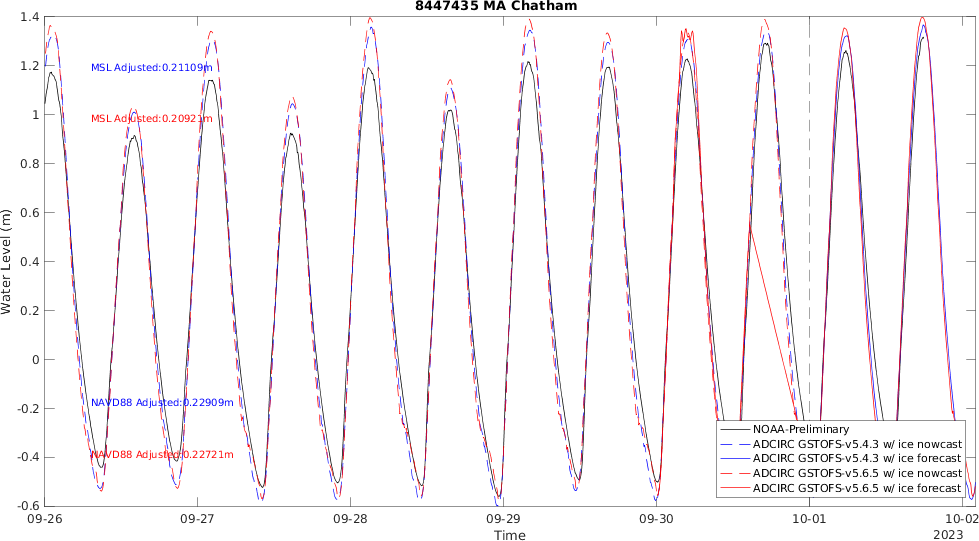 8447435 MA Chatham
Water Level (m)
1.4
1.2
1
0.8
0.6
0.4
0.2
0
-0.2
-0.4
-0.6
MSL Adjusted:0.21109m
MSL Adjusted:0.20921m
NAVD88 Adjusted:0.22909m
NAVD88 Adjusted:0.22721m
NOAA-Preliminary
ADCIRC GSTOFS-v5.4.3 w/ ice nowcast
ADCIRC GSTOFS-v5.4.3 w/ ice forecast
ADCIRC GSTOFS-v5.6.5 w/ ice nowcast
ADCIRC GSTOFS-v5.6.5 w/ ice forecast
09-26 09-27 09-28 09-29 09-30 10-01 10-02
Time
2023